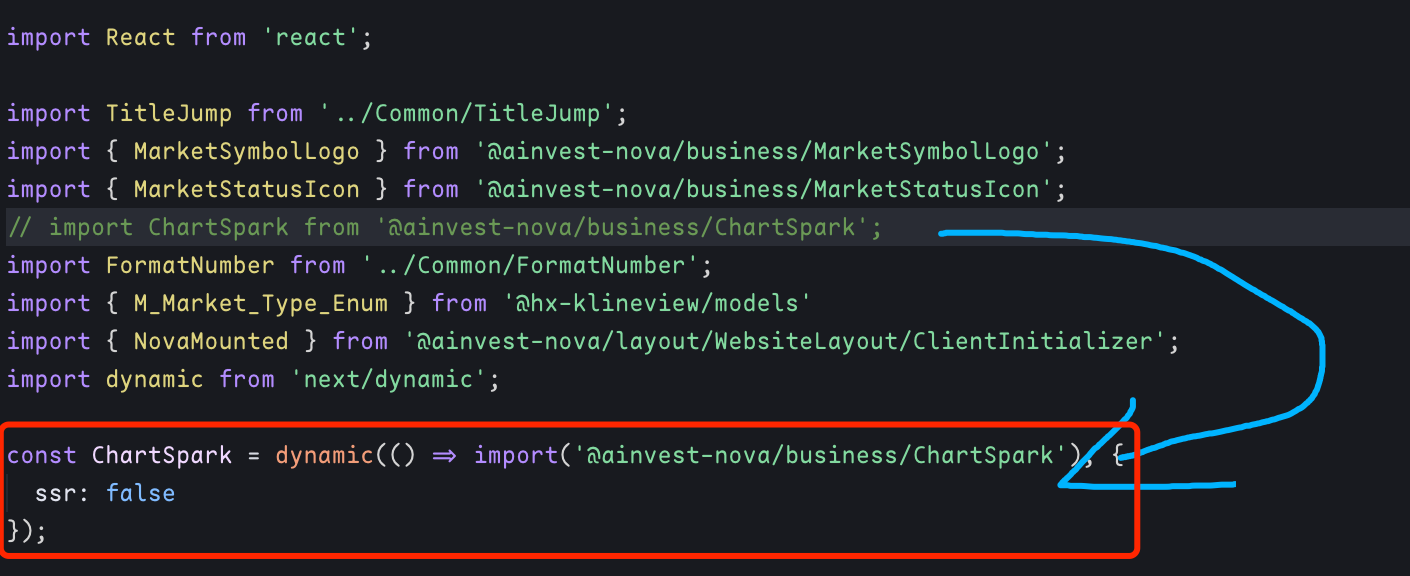 import React from 'react';
import TitleJump from '../Common/TitleJump';
import { MarketSymbolLogo } from '@ainvest-nova/business/MarketSymbolLogo';
import { MarketStatusIcon } from '@ainvest-nova/business/MarketStatusIcon';
// import ChartSpark from '@ainvest-nova/business/ChartSpark';
import FormatNumber from '../Common/FormatNumber';
import { M_Market_Type_Enum } from '@hx-klineview/models'
import { NovaMounted } from '@ainvest-nova/layout/WebsiteLayout/ClientInitializer';
import dynamic from 'next/dynamic';
const ChartSpark = dynamic(() => import('@ainvest-nova/business/ChartSpark'), {
  ssr: false
});